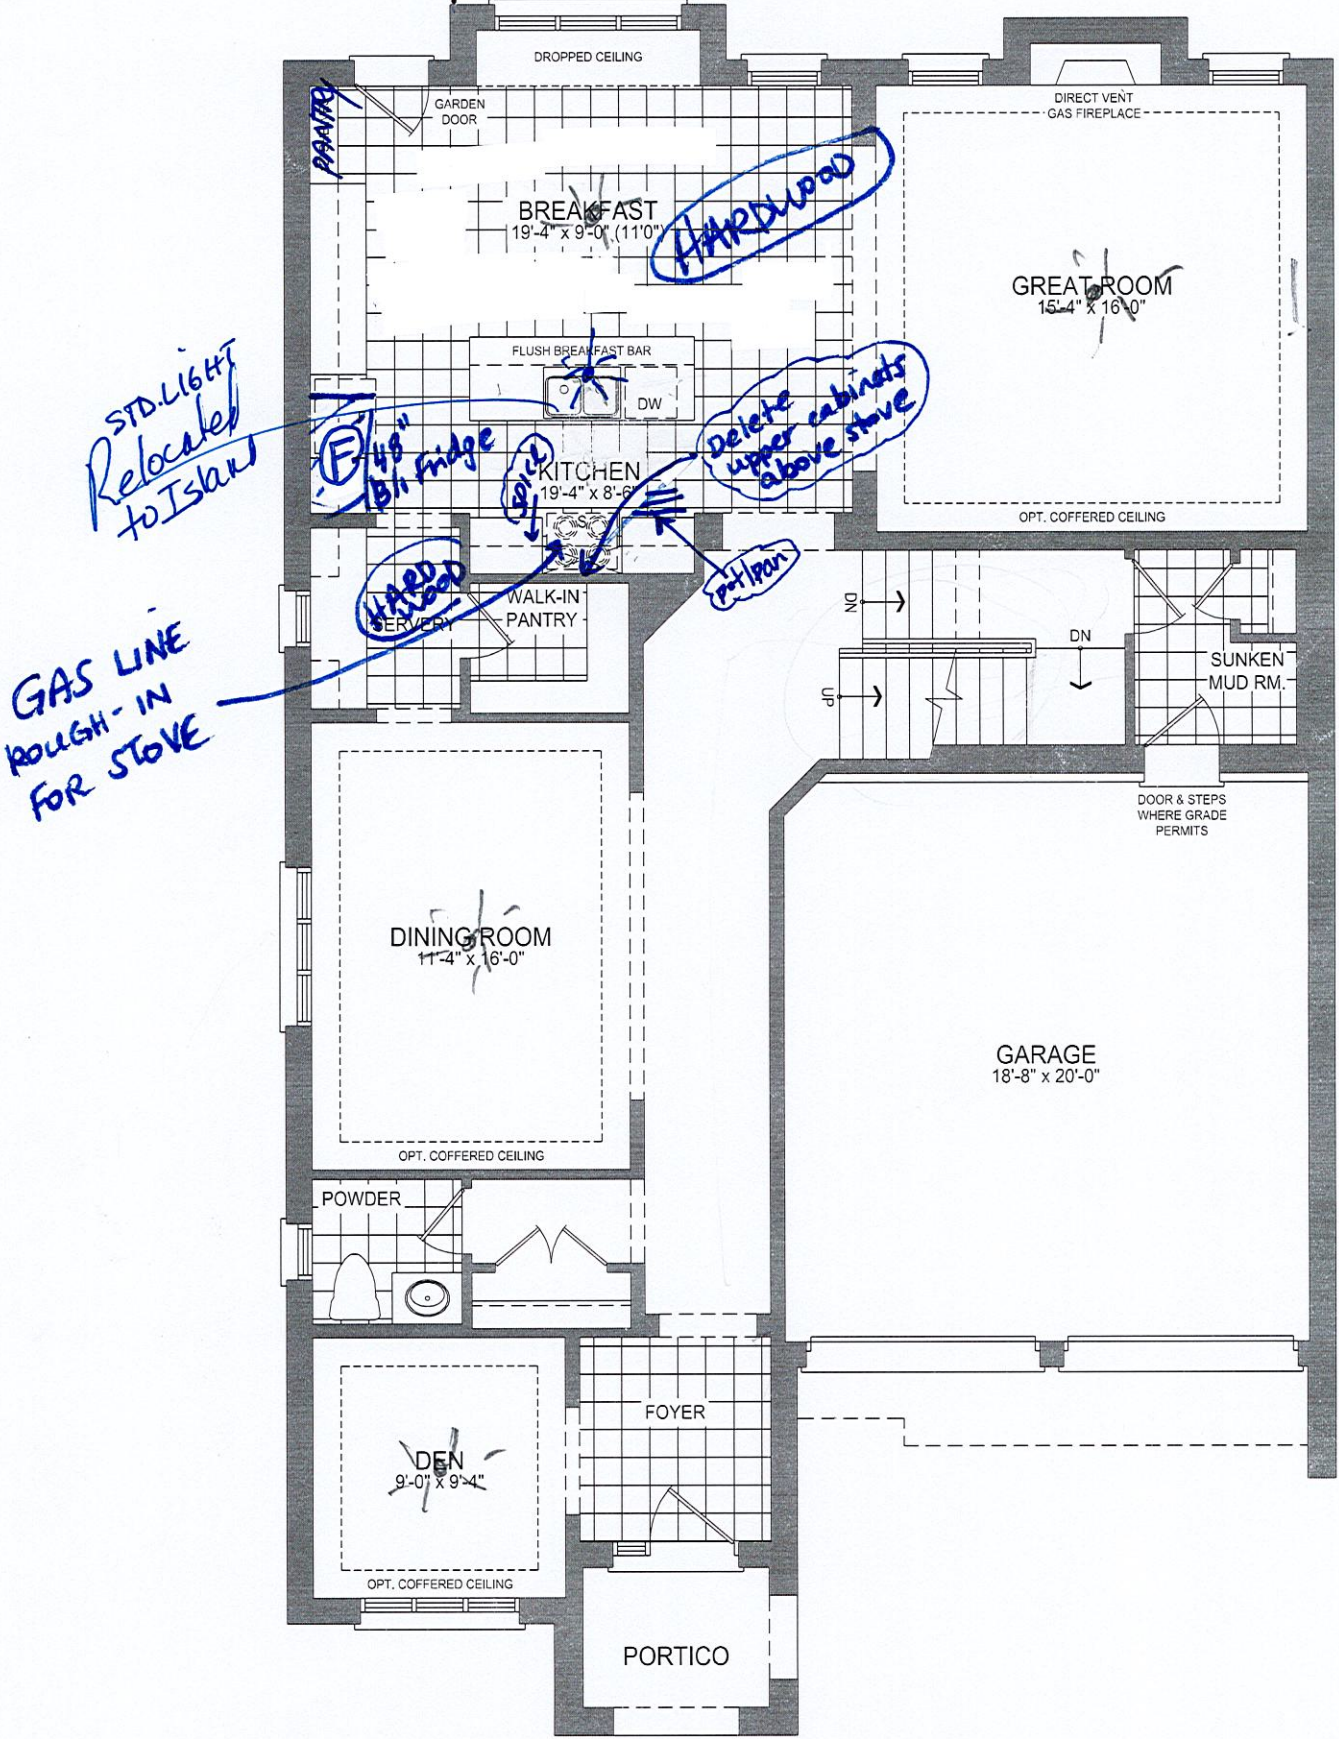 DROPPED CEILING
PANTRY
GARDEN
DOOR
DIRECT VENT
GAS FIREPLACE
HARDWOOD
BREAKFAST
19'-4" x 9'-0" (11'0")
GREAT ROOM
15'-4" x 16'-0"
STD. LIGHT
Relocated
to Island
FLUSH BREAKFAST BAR
DW
Delete
upper cabinets
above stove
F
48"
B/i Fridge
SPICE
KITCHEN
19'-4" x 8'-6"
S
OPT. COFFERED CEILING
pot/pan
HARD
WOOD
SERVERY
WALK-IN
PANTRY
DN
DN
UP
SUNKEN
MUD RM.
GAS LINE
ROUGH-IN
FOR STOVE
DOOR & STEPS
WHERE GRADE
PERMITS
DINING ROOM
11'-4" x 16'-0"
OPT. COFFERED CEILING
GARAGE
18'-8" x 20'-0"
POWDER
FOYER
DEN
9'-0" x 9'-4"
OPT. COFFERED CEILING
PORTICO